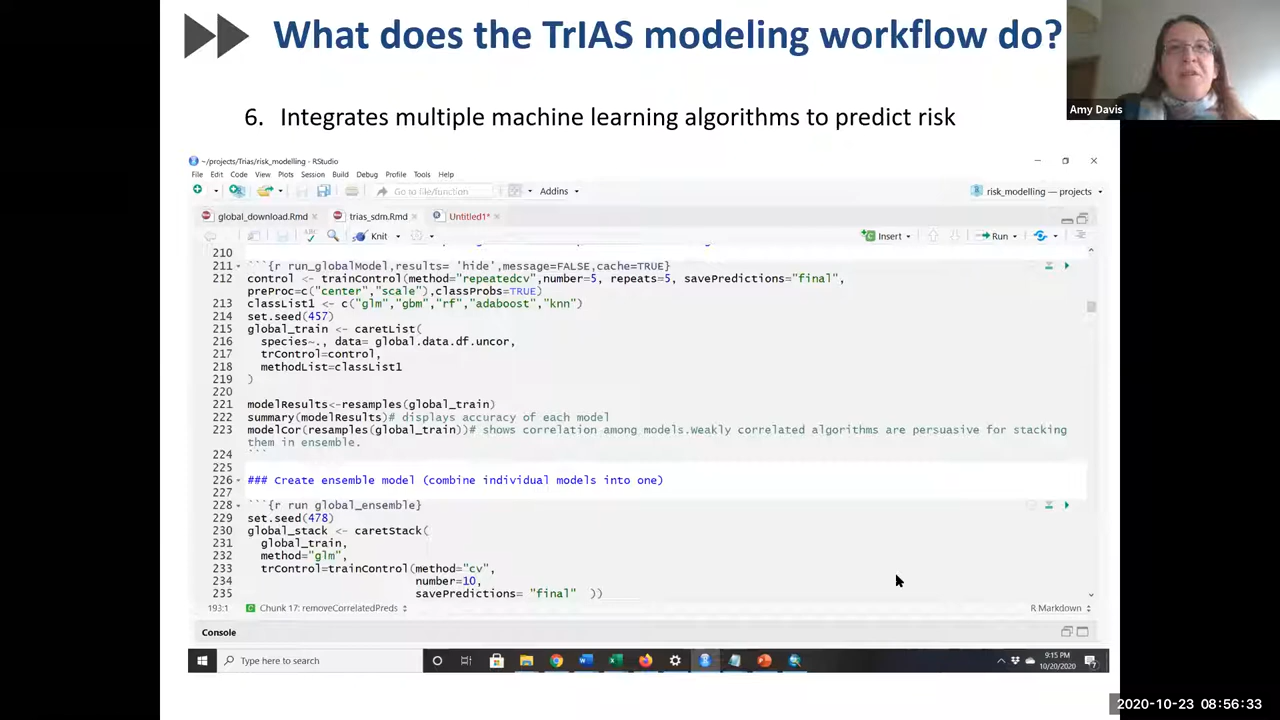 What does the TrIAS modeling workflow do?
Amy Davis
6. Integrates multiple machine learning algorithms to predict risk
~/projects/Trias/risk_modelling - RStudio
File Edit Code View Plots Session Build Debug Profile Tools Help
Go to file/function Addins risk_modelling — projects
global_download.Rmd trias_sdm.Rmd Untitled1*
Knit Insert Run
210
211 ```{r run_globalModel,results= 'hide',message=FALSE,cache=TRUE}
212 control <- trainControl(method="repeatedcv",number=5, repeats=5, savePredictions="final",
preProc=c("center","scale"),classProbs=TRUE)
213 classList1 <- c("glm","gbm","rf","adaboost","knn")
214 set.seed(457)
215 global_train <- caretList(
216 species~., data= global.data.df.uncor,
217 trControl=control,
218 methodList=classList1
219 )
220
221 modelResults<-resamples(global_train)
222 summary(modelResults)# displays accuracy of each model
223 modelCor(resamples(global_train))# shows correlation among models.Weakly correlated algorithms are persuasive for stacking
them in ensemble.
224 ```
225
226 ### Create ensemble model (combine individual models into one)
227
228 ```{r run global_ensemble}
229 set.seed(478)
230 global_stack <- caretStack(
231 global_train,
232 method="glm",
233 trControl=trainControl(method="cv",
234 number=10,
235 savePredictions= "final" ))
193:1 Chunk 17: removeCorrelatedPreds R Markdown
Console
Type here to search
9:15 PM
10/20/2020
2020-10-23 08:56:33